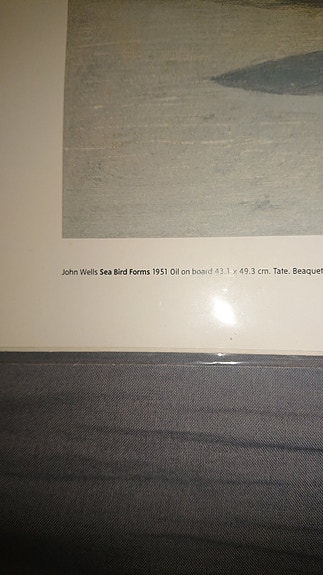 John Wells Sea Bird Forms 1951 Oil on board 43.1 x 49.3 cm. Tate. Beaquet